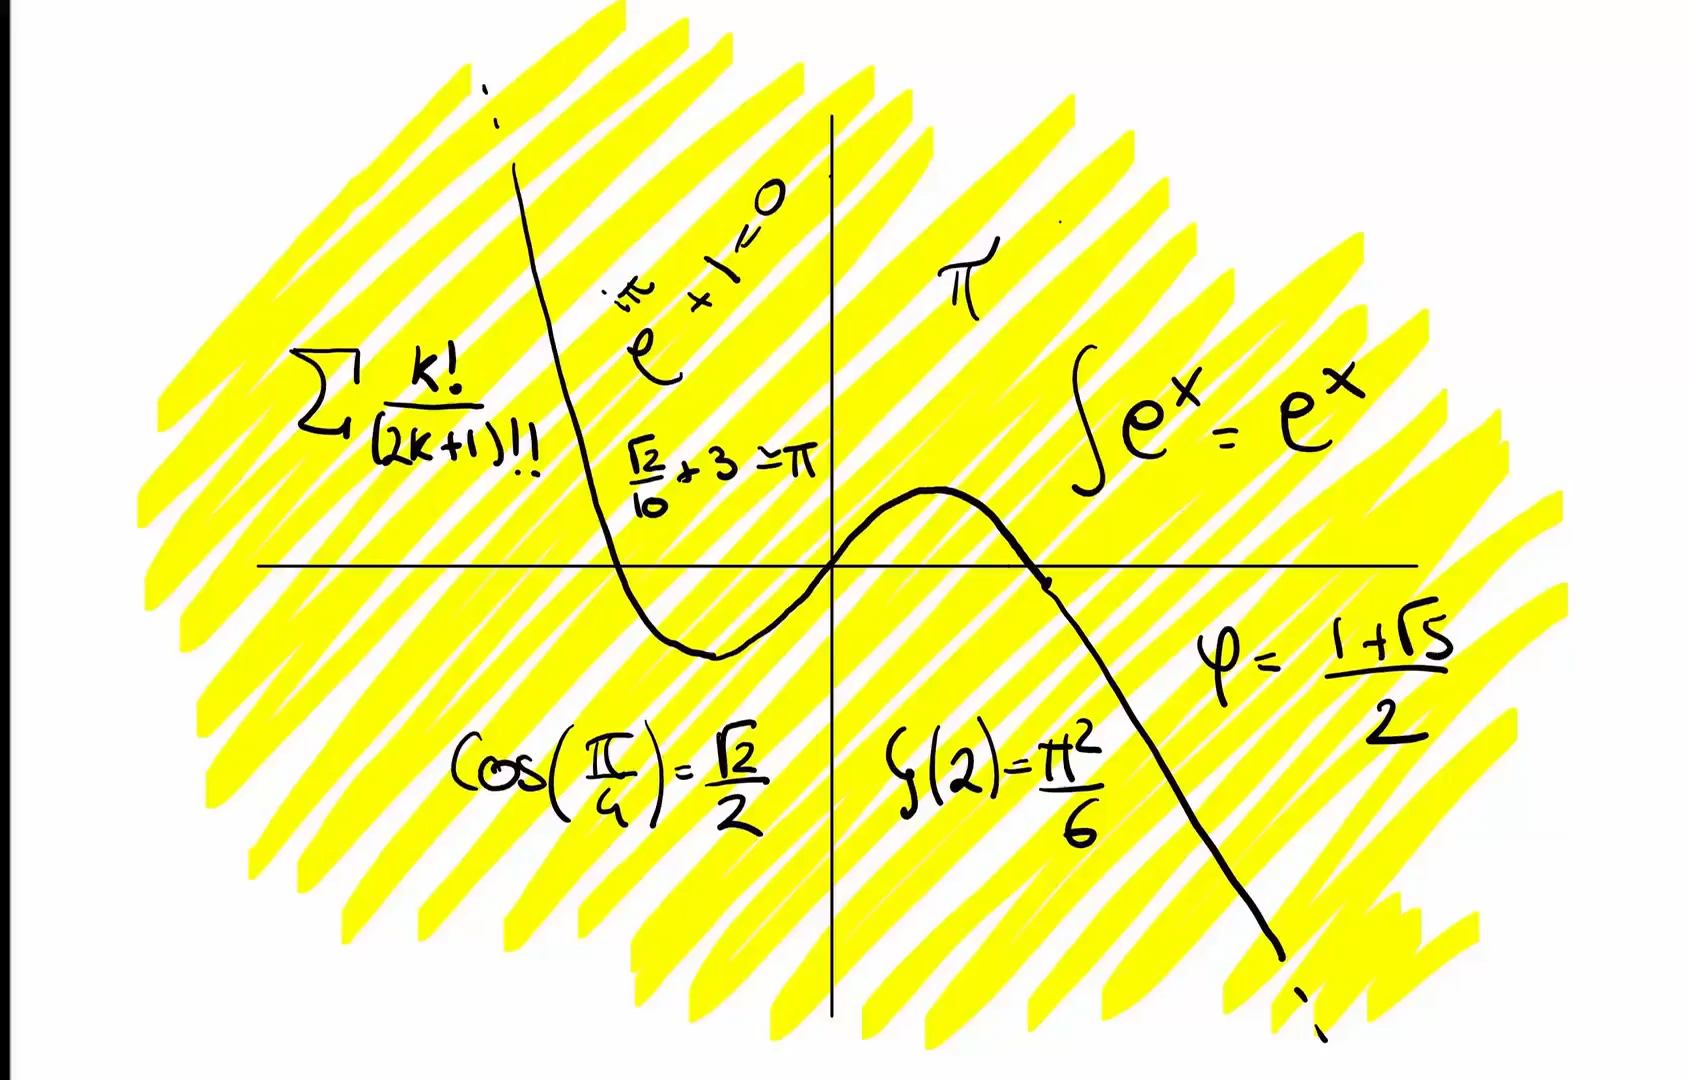 e^{iπ} + 1 = 0
π
∑ k!/(2k+1)!!
√2/10 + 3 ≃ π
∫ e^x = e^x
φ = (1+√5)/2
cos(π/4) = √2/2
ζ(2) = π²/6